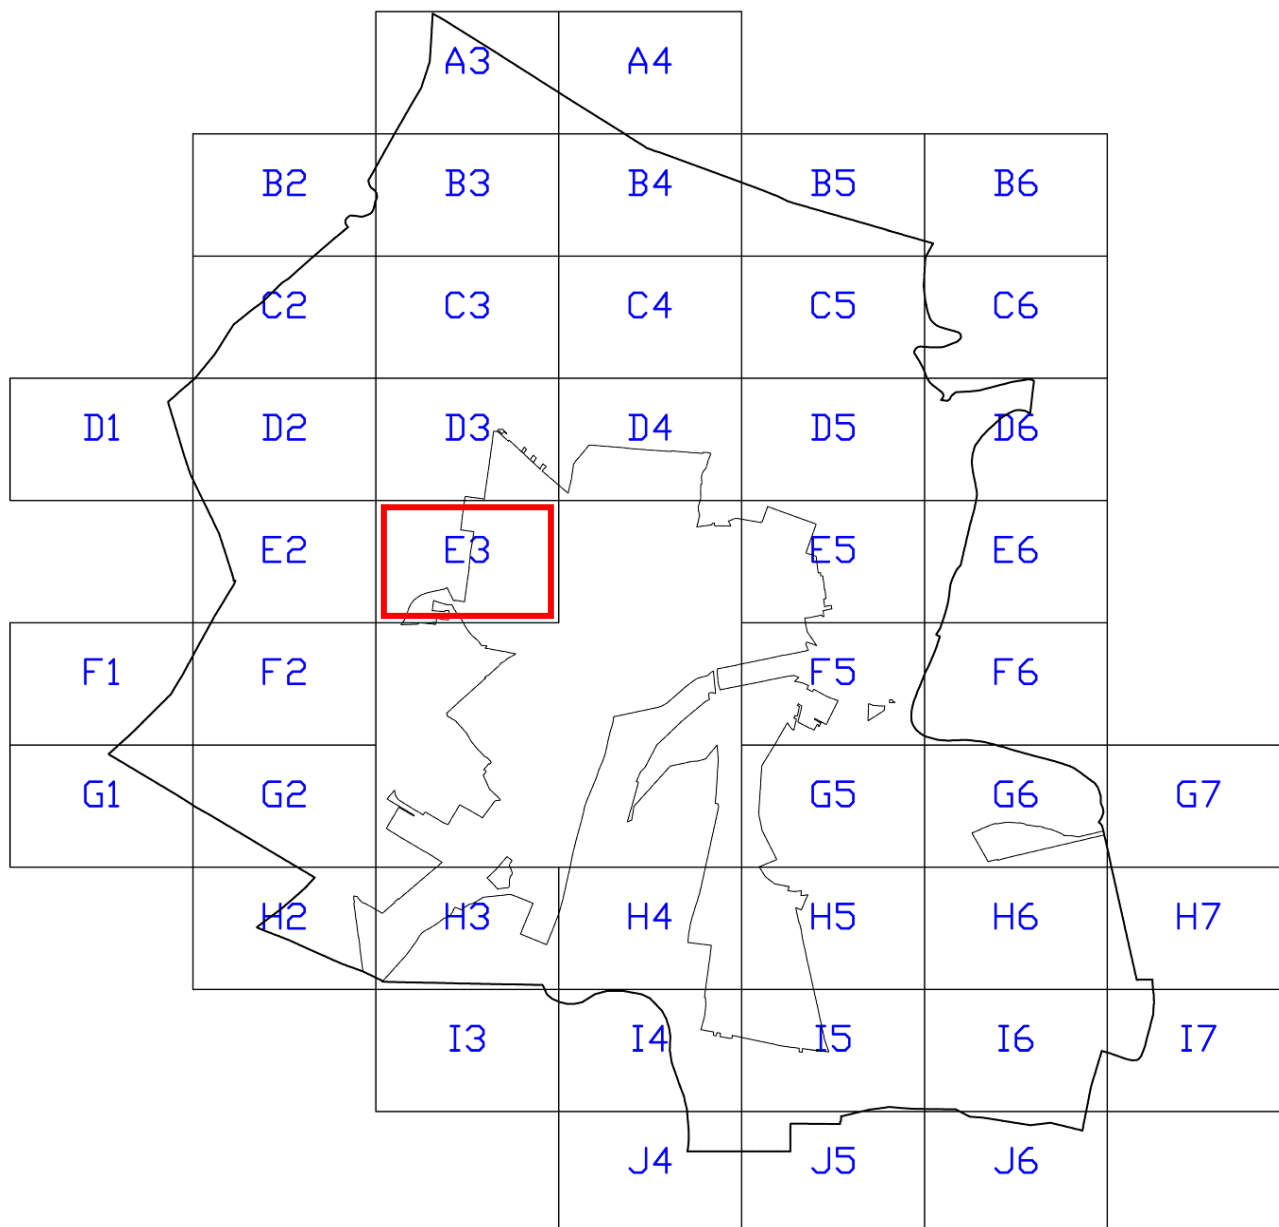 A3 A4
B2 B3 B4 B5 B6
C2 C3 C4 C5 C6
D1 D2 D3 D4 D5 D6
E2 E3 E5 E6
F1 F2 F5 F6
G1 G2 G5 G6 G7
H2 H3 H4 H5 H6 H7
I3 I4 I5 I6 I7
J4 J5 J6